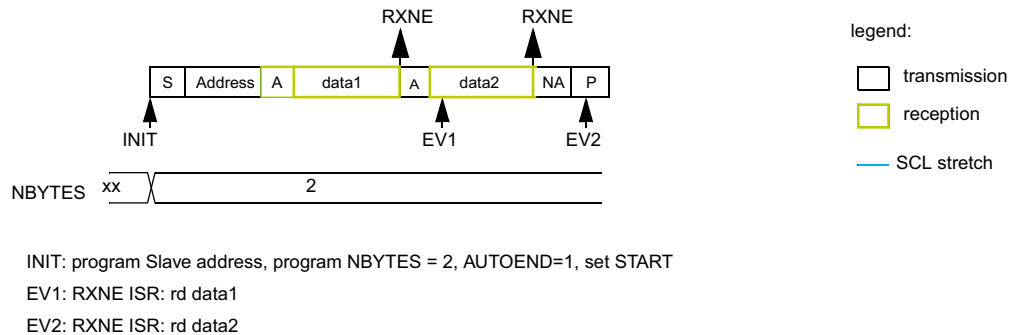 RXNE RXNE
legend:
S Address A data1 A data2 NA P
transmission
reception
INIT EV1 EV2
SCL stretch
NBYTES xx 2
INIT: program Slave address, program NBYTES = 2, AUTOEND=1, set START
EV1: RXNE ISR: rd data1
EV2: RXNE ISR: rd data2